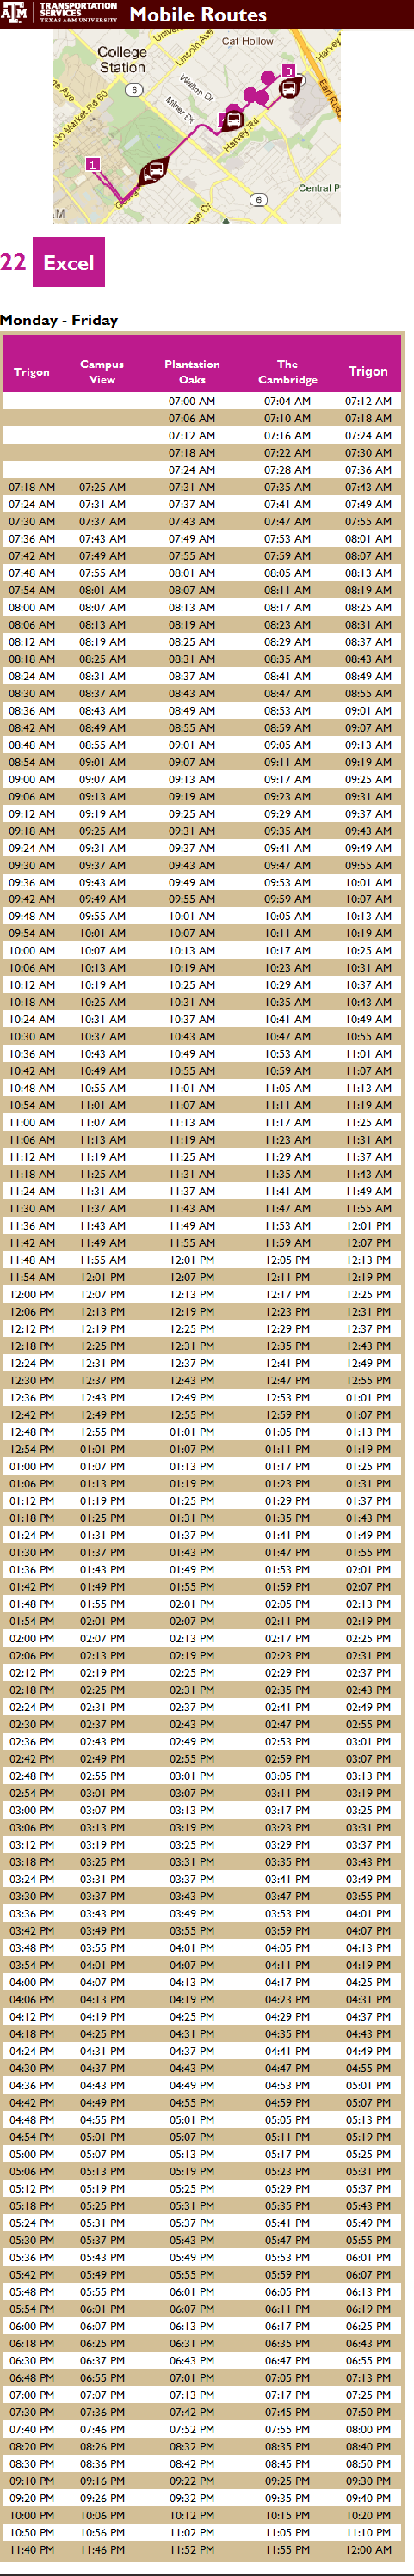 TRANSPORTATION
SERVICES
TEXAS A&M UNIVERSITY
Mobile Routes
College
Station
Cat Hollow
Lincoln Ave
Walton Dr
Milner Dr
Harvey Rd
6
6
Central P
1
3
22 Excel
Monday - Friday
Trigon Campus View Plantation Oaks The Cambridge Trigon
07:00 AM 07:04 AM 07:12 AM
07:06 AM 07:10 AM 07:18 AM
07:12 AM 07:16 AM 07:24 AM
07:18 AM 07:22 AM 07:30 AM
07:24 AM 07:28 AM 07:36 AM
07:18 AM 07:25 AM 07:31 AM 07:35 AM 07:43 AM
07:24 AM 07:31 AM 07:37 AM 07:41 AM 07:49 AM
07:30 AM 07:37 AM 07:43 AM 07:47 AM 07:55 AM
07:36 AM 07:43 AM 07:49 AM 07:53 AM 08:01 AM
07:42 AM 07:49 AM 07:55 AM 07:59 AM 08:07 AM
07:48 AM 07:55 AM 08:01 AM 08:05 AM 08:13 AM
07:54 AM 08:01 AM 08:07 AM 08:11 AM 08:19 AM
08:00 AM 08:07 AM 08:13 AM 08:17 AM 08:25 AM
08:06 AM 08:13 AM 08:19 AM 08:23 AM 08:31 AM
08:12 AM 08:19 AM 08:25 AM 08:29 AM 08:37 AM
08:18 AM 08:25 AM 08:31 AM 08:35 AM 08:43 AM
08:24 AM 08:31 AM 08:37 AM 08:41 AM 08:49 AM
08:30 AM 08:37 AM 08:43 AM 08:47 AM 08:55 AM
08:36 AM 08:43 AM 08:49 AM 08:53 AM 09:01 AM
08:42 AM 08:49 AM 08:55 AM 08:59 AM 09:07 AM
08:48 AM 08:55 AM 09:01 AM 09:05 AM 09:13 AM
08:54 AM 09:01 AM 09:07 AM 09:11 AM 09:19 AM
09:00 AM 09:07 AM 09:13 AM 09:17 AM 09:25 AM
09:06 AM 09:13 AM 09:19 AM 09:23 AM 09:31 AM
09:12 AM 09:19 AM 09:25 AM 09:29 AM 09:37 AM
09:18 AM 09:25 AM 09:31 AM 09:35 AM 09:43 AM
09:24 AM 09:31 AM 09:37 AM 09:41 AM 09:49 AM
09:30 AM 09:37 AM 09:43 AM 09:47 AM 09:55 AM
09:36 AM 09:43 AM 09:49 AM 09:53 AM 10:01 AM
09:42 AM 09:49 AM 09:55 AM 09:59 AM 10:07 AM
09:48 AM 09:55 AM 10:01 AM 10:05 AM 10:13 AM
09:54 AM 10:01 AM 10:07 AM 10:11 AM 10:19 AM
10:00 AM 10:07 AM 10:13 AM 10:17 AM 10:25 AM
10:06 AM 10:13 AM 10:19 AM 10:23 AM 10:31 AM
10:12 AM 10:19 AM 10:25 AM 10:29 AM 10:37 AM
10:18 AM 10:25 AM 10:31 AM 10:35 AM 10:43 AM
10:24 AM 10:31 AM 10:37 AM 10:41 AM 10:49 AM
10:30 AM 10:37 AM 10:43 AM 10:47 AM 10:55 AM
10:36 AM 10:43 AM 10:49 AM 10:53 AM 11:01 AM
10:42 AM 10:49 AM 10:55 AM 10:59 AM 11:07 AM
10:48 AM 10:55 AM 11:01 AM 11:05 AM 11:13 AM
10:54 AM 11:01 AM 11:07 AM 11:11 AM 11:19 AM
11:00 AM 11:07 AM 11:13 AM 11:17 AM 11:25 AM
11:06 AM 11:13 AM 11:19 AM 11:23 AM 11:31 AM
11:12 AM 11:19 AM 11:25 AM 11:29 AM 11:37 AM
11:18 AM 11:25 AM 11:31 AM 11:35 AM 11:43 AM
11:24 AM 11:31 AM 11:37 AM 11:41 AM 11:49 AM
11:30 AM 11:37 AM 11:43 AM 11:47 AM 11:55 AM
11:36 AM 11:43 AM 11:49 AM 11:53 AM 12:01 PM
11:42 AM 11:49 AM 11:55 AM 11:59 AM 12:07 PM
11:48 AM 11:55 AM 12:01 PM 12:05 PM 12:13 PM
11:54 AM 12:01 PM 12:07 PM 12:11 PM 12:19 PM
12:00 PM 12:07 PM 12:13 PM 12:17 PM 12:25 PM
12:06 PM 12:13 PM 12:19 PM 12:23 PM 12:31 PM
12:12 PM 12:19 PM 12:25 PM 12:29 PM 12:37 PM
12:18 PM 12:25 PM 12:31 PM 12:35 PM 12:43 PM
12:24 PM 12:31 PM 12:37 PM 12:41 PM 12:49 PM
12:30 PM 12:37 PM 12:43 PM 12:47 PM 12:55 PM
12:36 PM 12:43 PM 12:49 PM 12:53 PM 01:01 PM
12:42 PM 12:49 PM 12:55 PM 12:59 PM 01:07 PM
12:48 PM 12:55 PM 01:01 PM 01:05 PM 01:13 PM
12:54 PM 01:01 PM 01:07 PM 01:11 PM 01:19 PM
01:00 PM 01:07 PM 01:13 PM 01:17 PM 01:25 PM
01:06 PM 01:13 PM 01:19 PM 01:23 PM 01:31 PM
01:12 PM 01:19 PM 01:25 PM 01:29 PM 01:37 PM
01:18 PM 01:25 PM 01:31 PM 01:35 PM 01:43 PM
01:24 PM 01:31 PM 01:37 PM 01:41 PM 01:49 PM
01:30 PM 01:37 PM 01:43 PM 01:47 PM 01:55 PM
01:36 PM 01:43 PM 01:49 PM 01:53 PM 02:01 PM
01:42 PM 01:49 PM 01:55 PM 01:59 PM 02:07 PM
01:48 PM 01:55 PM 02:01 PM 02:05 PM 02:13 PM
01:54 PM 02:01 PM 02:07 PM 02:11 PM 02:19 PM
02:00 PM 02:07 PM 02:13 PM 02:17 PM 02:25 PM
02:06 PM 02:13 PM 02:19 PM 02:23 PM 02:31 PM
02:12 PM 02:19 PM 02:25 PM 02:29 PM 02:37 PM
02:18 PM 02:25 PM 02:31 PM 02:35 PM 02:43 PM
02:24 PM 02:31 PM 02:37 PM 02:41 PM 02:49 PM
02:30 PM 02:37 PM 02:43 PM 02:47 PM 02:55 PM
02:36 PM 02:43 PM 02:49 PM 02:53 PM 03:01 PM
02:42 PM 02:49 PM 02:55 PM 02:59 PM 03:07 PM
02:48 PM 02:55 PM 03:01 PM 03:05 PM 03:13 PM
02:54 PM 03:01 PM 03:07 PM 03:11 PM 03:19 PM
03:00 PM 03:07 PM 03:13 PM 03:17 PM 03:25 PM
03:06 PM 03:13 PM 03:19 PM 03:23 PM 03:31 PM
03:12 PM 03:19 PM 03:25 PM 03:29 PM 03:37 PM
03:18 PM 03:25 PM 03:31 PM 03:35 PM 03:43 PM
03:24 PM 03:31 PM 03:37 PM 03:41 PM 03:49 PM
03:30 PM 03:37 PM 03:43 PM 03:47 PM 03:55 PM
03:36 PM 03:43 PM 03:49 PM 03:53 PM 04:01 PM
03:42 PM 03:49 PM 03:55 PM 03:59 PM 04:07 PM
03:48 PM 03:55 PM 04:01 PM 04:05 PM 04:13 PM
03:54 PM 04:01 PM 04:07 PM 04:11 PM 04:19 PM
04:00 PM 04:07 PM 04:13 PM 04:17 PM 04:25 PM
04:06 PM 04:13 PM 04:19 PM 04:23 PM 04:31 PM
04:12 PM 04:19 PM 04:25 PM 04:29 PM 04:37 PM
04:18 PM 04:25 PM 04:31 PM 04:35 PM 04:43 PM
04:24 PM 04:31 PM 04:37 PM 04:41 PM 04:49 PM
04:30 PM 04:37 PM 04:43 PM 04:47 PM 04:55 PM
04:36 PM 04:43 PM 04:49 PM 04:53 PM 05:01 PM
04:42 PM 04:49 PM 04:55 PM 04:59 PM 05:07 PM
04:48 PM 04:55 PM 05:01 PM 05:05 PM 05:13 PM
04:54 PM 05:01 PM 05:07 PM 05:11 PM 05:19 PM
05:00 PM 05:07 PM 05:13 PM 05:17 PM 05:25 PM
05:06 PM 05:13 PM 05:19 PM 05:23 PM 05:31 PM
05:12 PM 05:19 PM 05:25 PM 05:29 PM 05:37 PM
05:18 PM 05:25 PM 05:31 PM 05:35 PM 05:43 PM
05:24 PM 05:31 PM 05:37 PM 05:41 PM 05:49 PM
05:30 PM 05:37 PM 05:43 PM 05:47 PM 05:55 PM
05:36 PM 05:43 PM 05:49 PM 05:53 PM 06:01 PM
05:42 PM 05:49 PM 05:55 PM 05:59 PM 06:07 PM
05:48 PM 05:55 PM 06:01 PM 06:05 PM 06:13 PM
05:54 PM 06:01 PM 06:07 PM 06:11 PM 06:19 PM
06:00 PM 06:07 PM 06:13 PM 06:17 PM 06:25 PM
06:18 PM 06:25 PM 06:31 PM 06:35 PM 06:43 PM
06:30 PM 06:37 PM 06:43 PM 06:47 PM 06:55 PM
06:48 PM 06:55 PM 07:01 PM 07:05 PM 07:13 PM
07:00 PM 07:07 PM 07:13 PM 07:17 PM 07:25 PM
07:30 PM 07:36 PM 07:42 PM 07:45 PM 07:50 PM
07:40 PM 07:46 PM 07:52 PM 07:55 PM 08:00 PM
08:20 PM 08:26 PM 08:32 PM 08:35 PM 08:40 PM
08:30 PM 08:36 PM 08:42 PM 08:45 PM 08:50 PM
09:10 PM 09:16 PM 09:22 PM 09:25 PM 09:30 PM
09:20 PM 09:26 PM 09:32 PM 09:35 PM 09:40 PM
10:00 PM 10:06 PM 10:12 PM 10:15 PM 10:20 PM
10:50 PM 10:56 PM 11:02 PM 11:05 PM 11:10 PM
11:40 PM 11:46 PM 11:52 PM 11:55 PM 12:00 AM